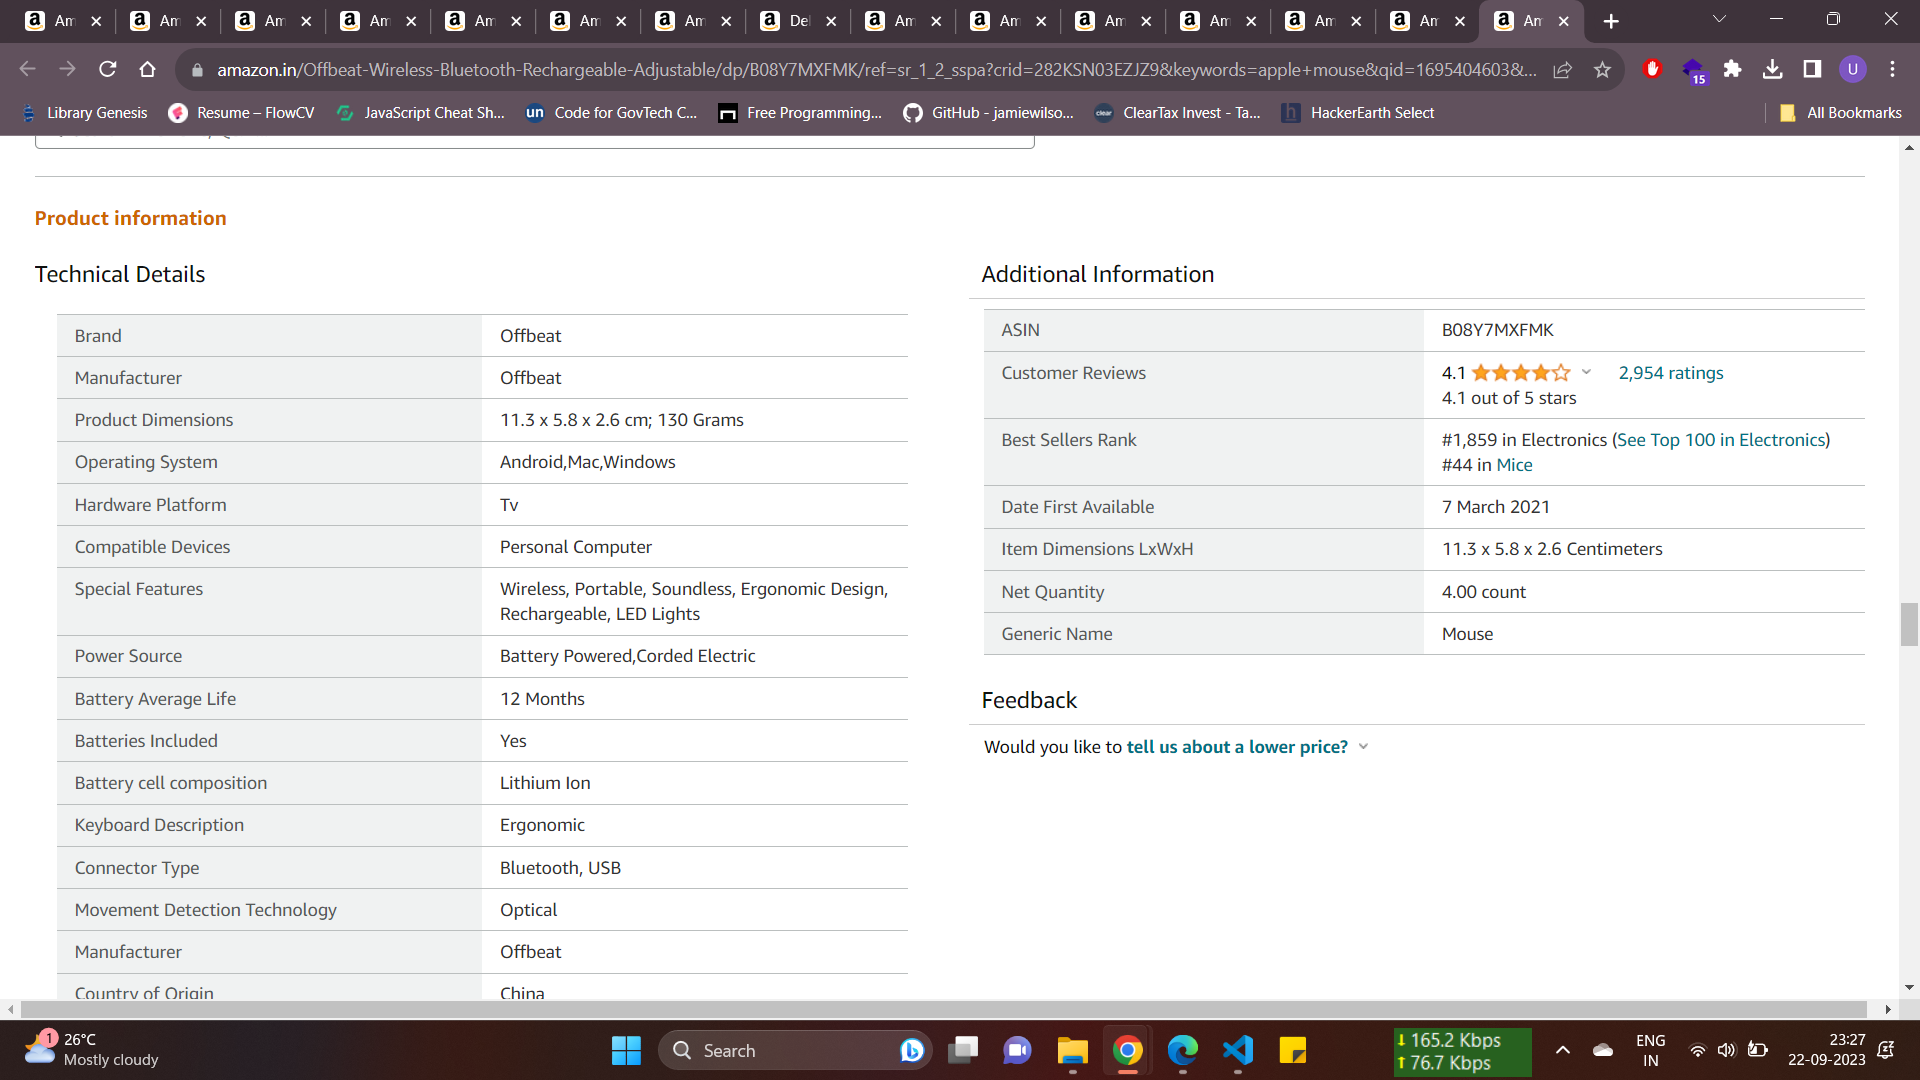 Am Am Am Am Am Am Am Del Am Am Am Am Am Am Am
amazon.in/Offbeat-Wireless-Bluetooth-Rechargeable-Adjustable/dp/B08Y7MXFMK/ref=sr_1_2_sspa?crid=282KSN03EZJZ9&keywords=apple+mouse&qid=1695404603&... 15 U
Library Genesis Resume – FlowCV JavaScript Cheat Sh... un Code for GovTech C... Free Programming... GitHub - jamiewilso... clear ClearTax Invest - Ta... h HackerEarth Select All Bookmarks
Product information
Technical Details
Brand Offbeat
Manufacturer Offbeat
Product Dimensions 11.3 x 5.8 x 2.6 cm; 130 Grams
Operating System Android,Mac,Windows
Hardware Platform Tv
Compatible Devices Personal Computer
Special Features Wireless, Portable, Soundless, Ergonomic Design,
Rechargeable, LED Lights
Power Source Battery Powered,Corded Electric
Battery Average Life 12 Months
Batteries Included Yes
Battery cell composition Lithium Ion
Keyboard Description Ergonomic
Connector Type Bluetooth, USB
Movement Detection Technology Optical
Manufacturer Offbeat
Country of Origin China
Additional Information
ASIN B08Y7MXFMK
Customer Reviews 4.1 2,954 ratings
4.1 out of 5 stars
Best Sellers Rank #1,859 in Electronics (See Top 100 in Electronics)
#44 in Mice
Date First Available 7 March 2021
Item Dimensions LxWxH 11.3 x 5.8 x 2.6 Centimeters
Net Quantity 4.00 count
Generic Name Mouse
Feedback
Would you like to tell us about a lower price?
1 26°C
Mostly cloudy
Search
165.2 Kbps
76.7 Kbps
ENG
IN
23:27
22-09-2023